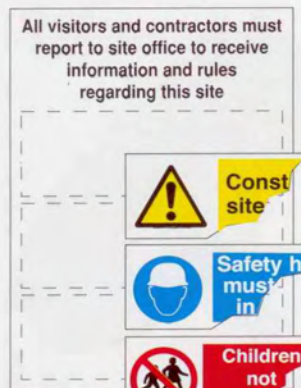 All visitors and contractors must
report to site office to receive
information and rules
regarding this site
Const
site
Safety h
must
in
Children
not